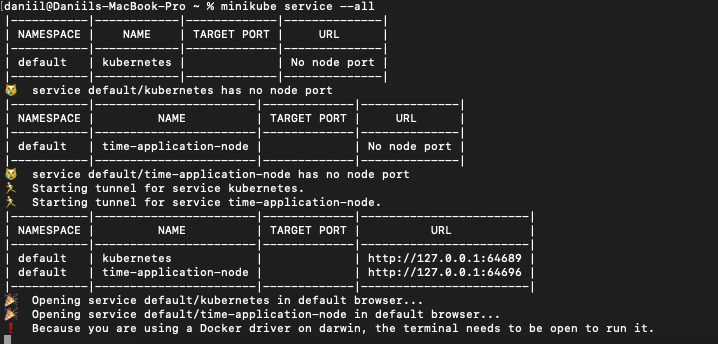 [daniil@Daniils-MacBook-Pro ~ % minikube service --all
|-----------|------------|-------------|--------------|
| NAMESPACE |    NAME    | TARGET PORT |     URL      |
|-----------|------------|-------------|--------------|
| default   | kubernetes |             | No node port |
|-----------|------------|-------------|--------------|
😿  service default/kubernetes has no node port
|-----------|-----------------------|-------------|--------------|
| NAMESPACE |         NAME          | TARGET PORT |     URL      |
|-----------|-----------------------|-------------|--------------|
| default   | time-application-node |             | No node port |
|-----------|-----------------------|-------------|--------------|
😿  service default/time-application-node has no node port
🏃  Starting tunnel for service kubernetes.
🏃  Starting tunnel for service time-application-node.
|-----------|-----------------------|-------------|------------------------|
| NAMESPACE |         NAME          | TARGET PORT |          URL           |
|-----------|-----------------------|-------------|------------------------|
| default   | kubernetes            |             | http://127.0.0.1:64689 |
| default   | time-application-node |             | http://127.0.0.1:64696 |
|-----------|-----------------------|-------------|------------------------|
🎉  Opening service default/kubernetes in default browser...
🎉  Opening service default/time-application-node in default browser...
❗  Because you are using a Docker driver on darwin, the terminal needs to be open to run it.